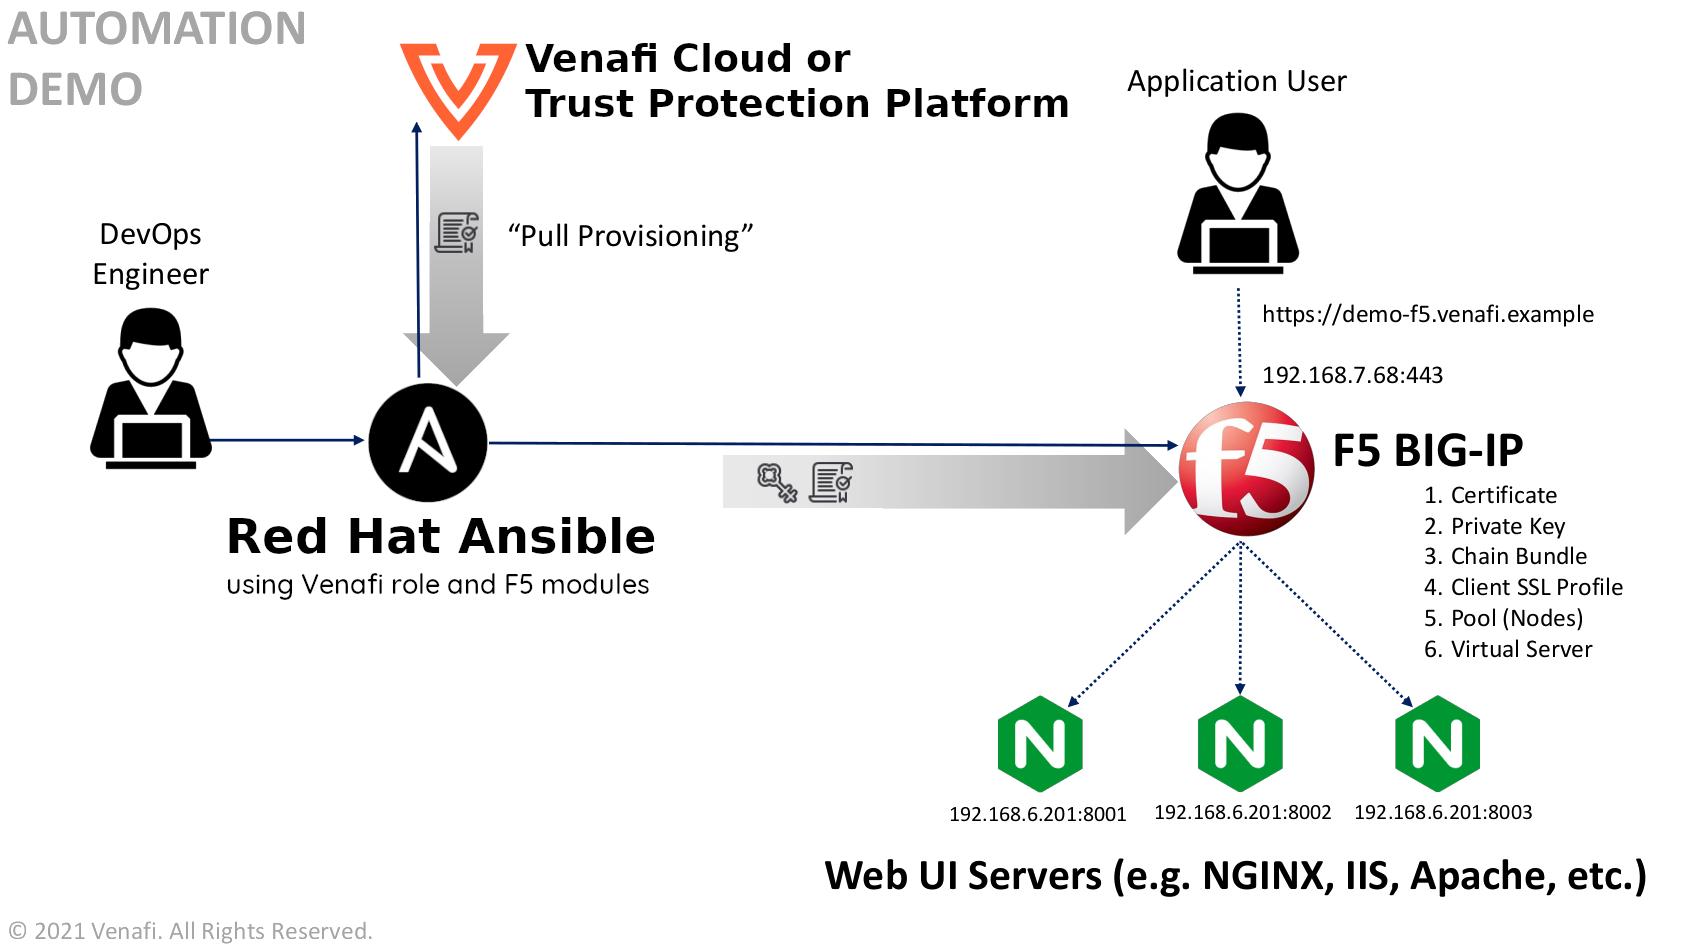 AUTOMATION
DEMO
Venafi Cloud or
Trust Protection Platform
Application User
DevOps
Engineer
“Pull Provisioning”
https://demo-f5.venafi.example
192.168.7.68:443
f5
F5 BIG-IP
1. Certificate
2. Private Key
3. Chain Bundle
4. Client SSL Profile
5. Pool (Nodes)
6. Virtual Server
A
Red Hat Ansible
using Venafi role and F5 modules
N
N
N
192.168.6.201:8001
192.168.6.201:8002
192.168.6.201:8003
Web UI Servers (e.g. NGINX, IIS, Apache, etc.)
© 2021 Venafi. All Rights Reserved.